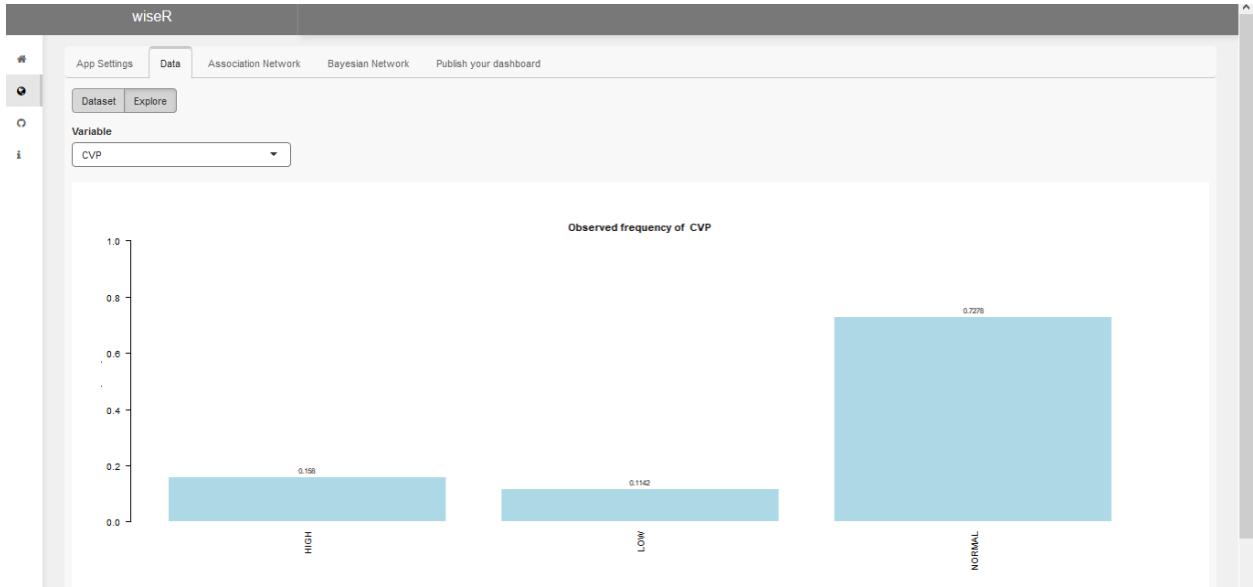 wiseR
App Settings Data Association Network Bayesian Network Publish your dashboard
Dataset Explore
Variable
CVP
Observed frequency of CVP
1.0
0.8
0.7278
0.6
0.4
0.2
0.158
0.1142
0.0
HIGH LOW NORMAL
i